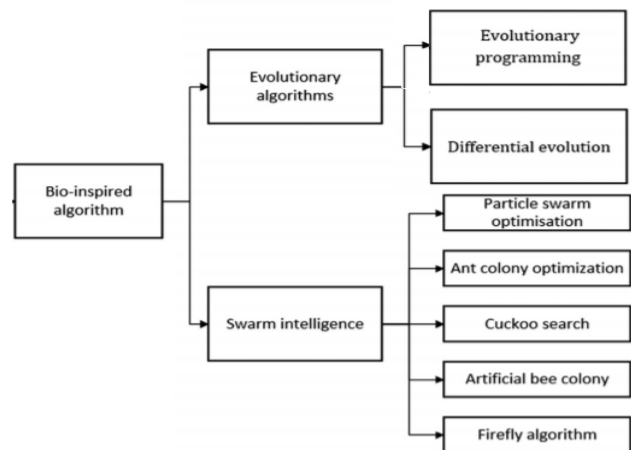 Evolutionary
programming
Evolutionary
algorithms
Differential evolution
Bio-inspired
algorithm
Particle swarm
optimisation
Ant colony optimization
Swarm intelligence
Cuckoo search
Artificial bee colony
Firefly algorithm